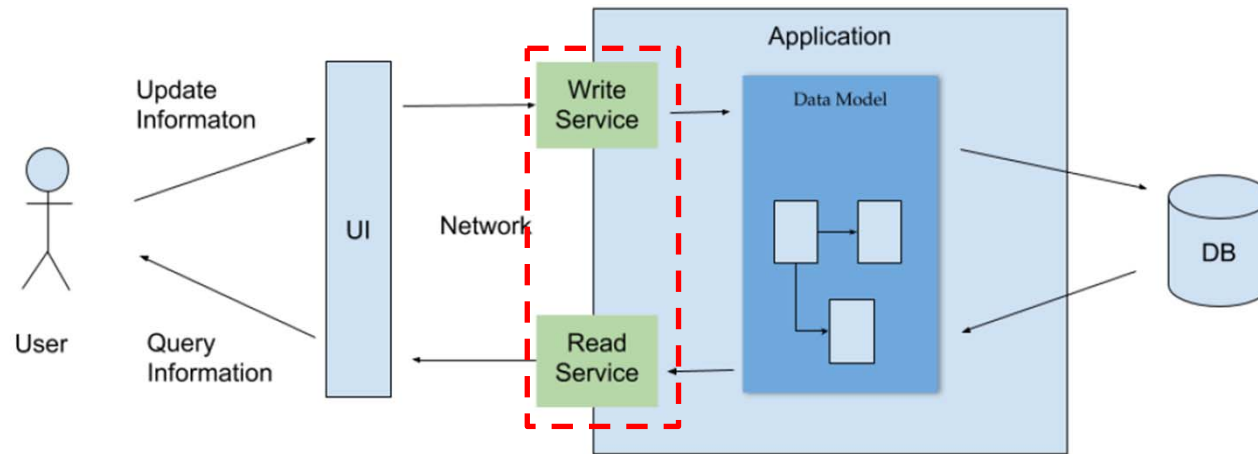 Application
Update
Informaton
Write
Service
Data Model
UI
Network
DB
User
Query
Information
Read
Service